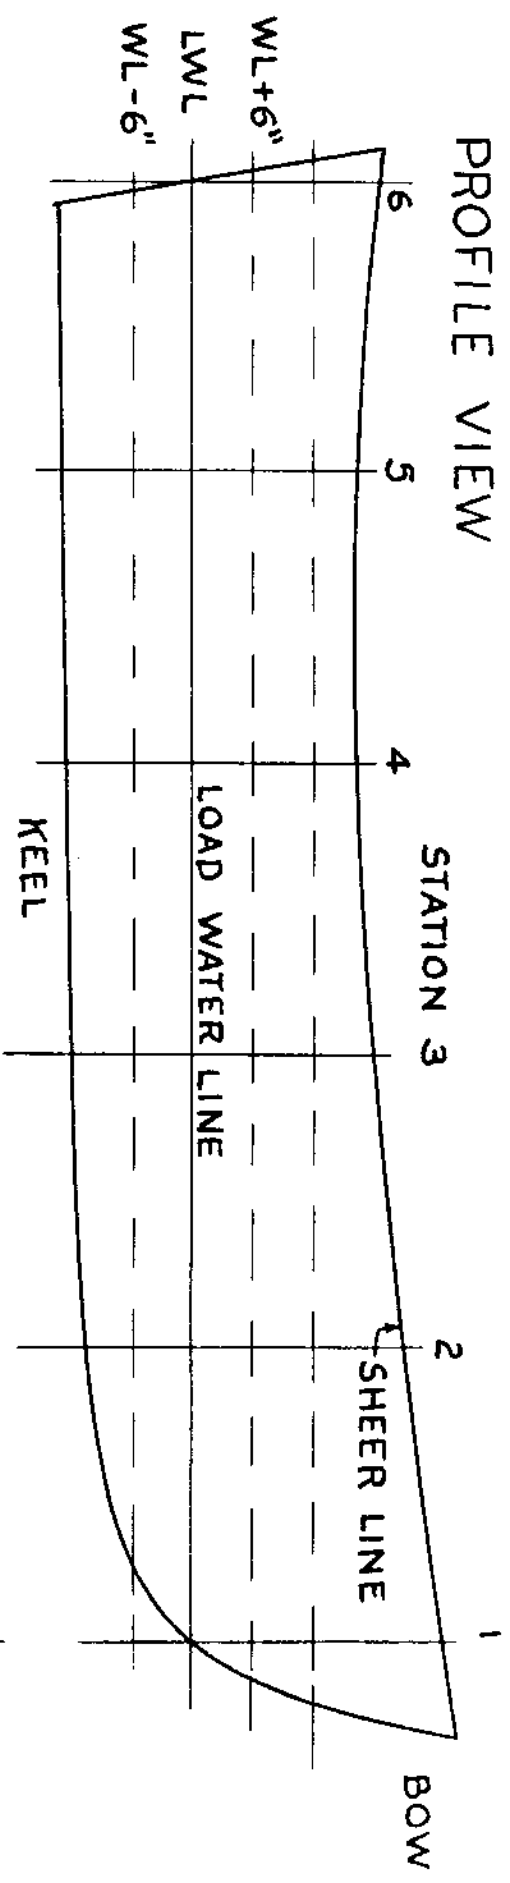 PROFILE VIEW
6
5
4
STATION 3
2
1
BOW
SHEER LINE
WL+6"
LWL
LOAD WATER LINE
WL-6"
KEEL